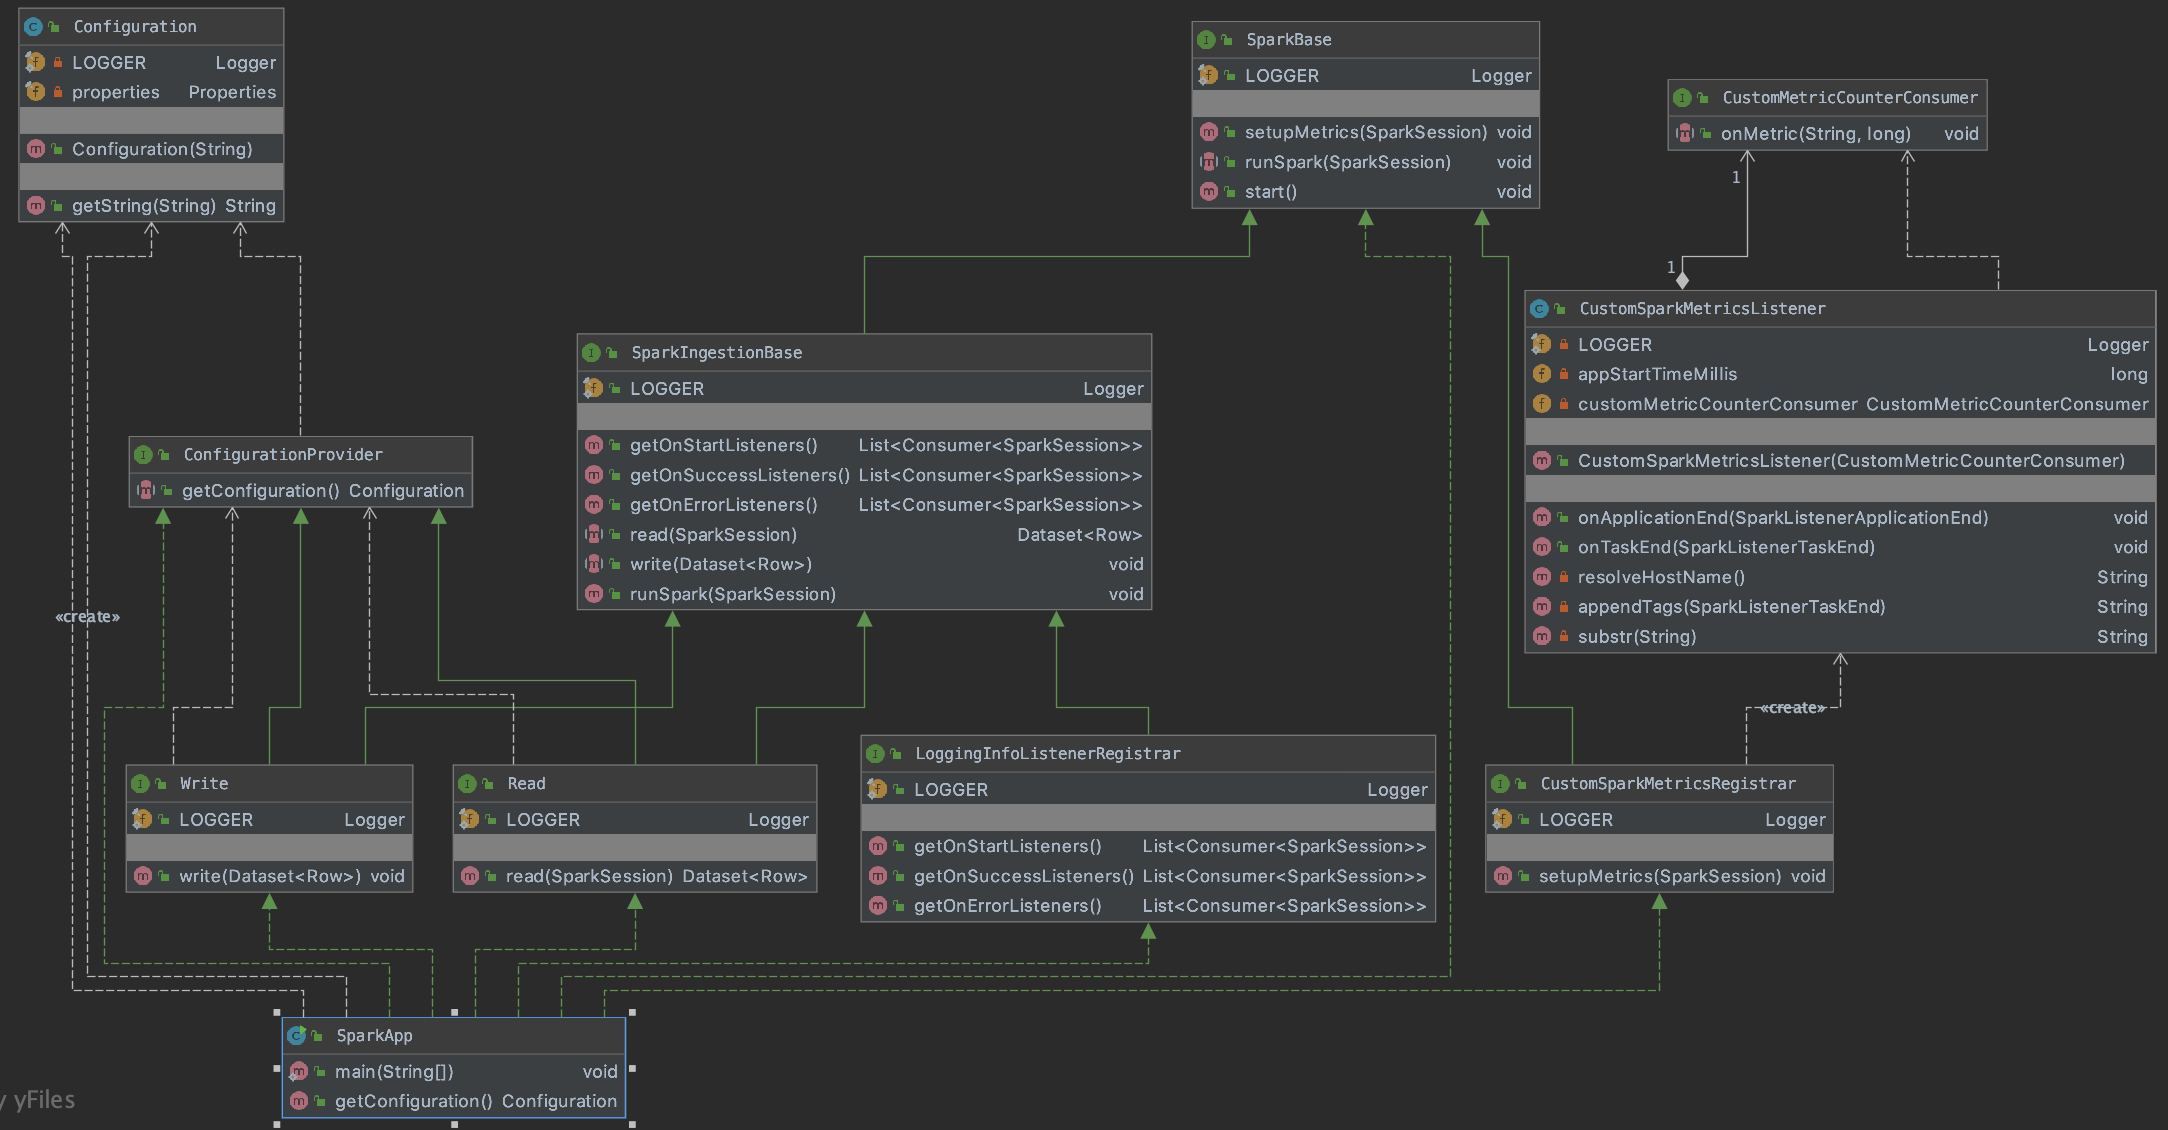 Configuration
LOGGER Logger
properties Properties
Configuration(String)
getString(String) String
SparkBase
LOGGER Logger
setupMetrics(SparkSession) void
runSpark(SparkSession) void
start() void
CustomMetricCounterConsumer
onMetric(String, long) void
1
1
CustomSparkMetricsListener
LOGGER Logger
appStartTimeMillis long
customMetricCounterConsumer CustomMetricCounterConsumer
CustomSparkMetricsListener(CustomMetricCounterConsumer)
onApplicationEnd(SparkListenerApplicationEnd) void
onTaskEnd(SparkListenerTaskEnd) void
resolveHostName() String
appendTags(SparkListenerTaskEnd) String
substr(String) String
SparkIngestionBase
LOGGER Logger
getOnStartListeners() List<Consumer<SparkSession>>
getOnSuccessListeners() List<Consumer<SparkSession>>
getOnErrorListeners() List<Consumer<SparkSession>>
read(SparkSession) Dataset<Row>
write(Dataset<Row>) void
runSpark(SparkSession) void
ConfigurationProvider
getConfiguration() Configuration
«create»
«create»
Write
LOGGER Logger
write(Dataset<Row>) void
Read
LOGGER Logger
read(SparkSession) Dataset<Row>
LoggingInfoListenerRegistrar
LOGGER Logger
getOnStartListeners() List<Consumer<SparkSession>>
getOnSuccessListeners() List<Consumer<SparkSession>>
getOnErrorListeners() List<Consumer<SparkSession>>
CustomSparkMetricsRegistrar
LOGGER Logger
setupMetrics(SparkSession) void
SparkApp
main(String[]) void
getConfiguration() Configuration
y yFiles